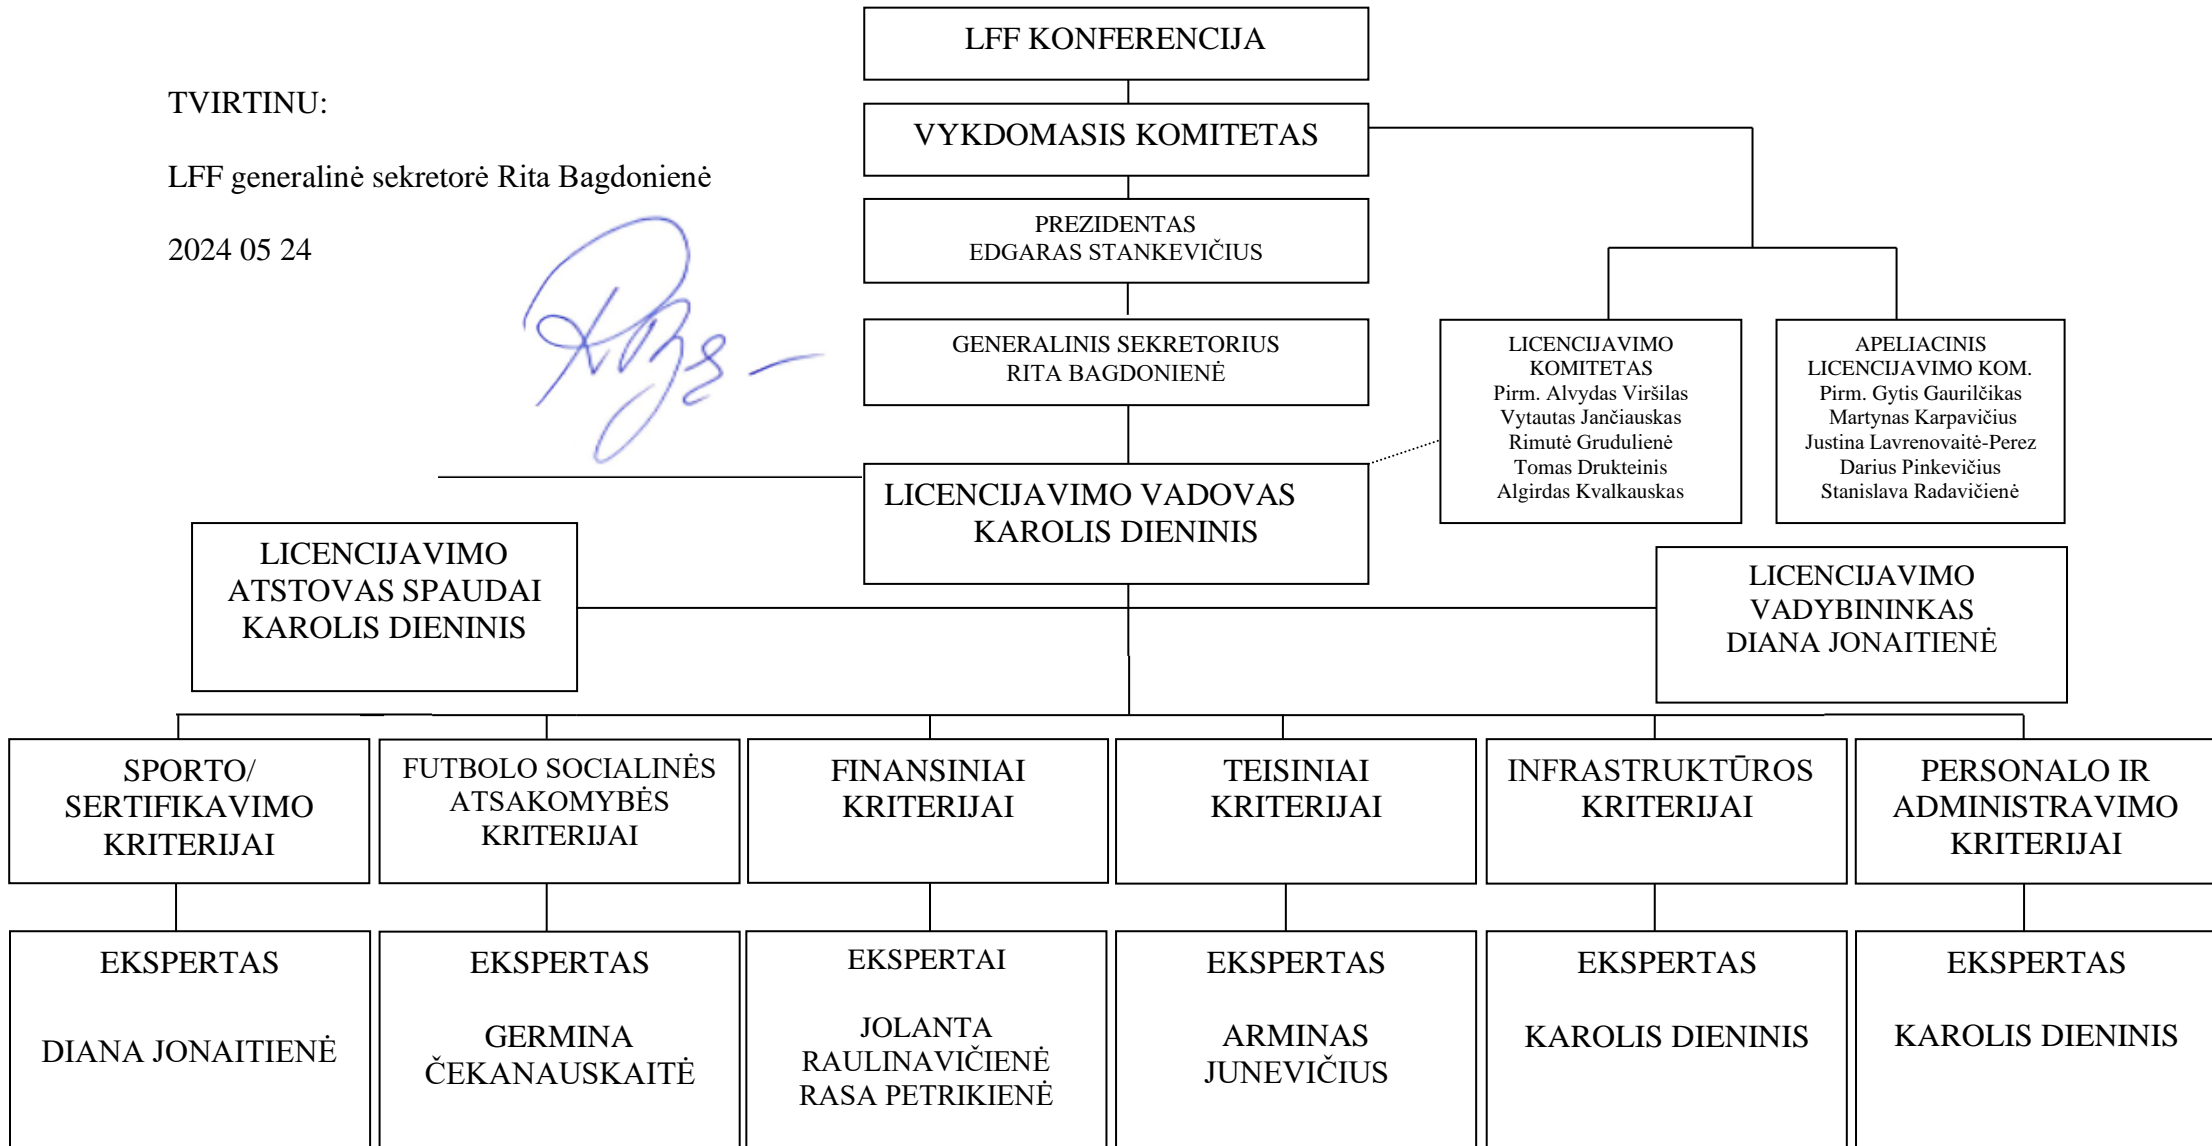 LFF KONFERENCIJA
TVIRTINU:
LFF generalinė sekretorė Rita Bagdonienė
2024 05 24
VYKDOMASIS KOMITETAS
PREZIDENTAS
EDGARAS STANKEVIČIUS
GENERALINIS SEKRETORIUS
RITA BAGDONIENĖ
LICENCIJAVIMO
KOMITETAS
Pirm. Alvydas Viršilas
Vytautas Jančiauskas
Rimutė Grudulienė
Tomas Drukteinis
Algirdas Kvalkauskas
APELIACINIS
LICENCIJAVIMO KOM.
Pirm. Gytis Gaurilčikas
Martynas Karpavičius
Justina Lavrenovaitė-Perez
Darius Pinkevičius
Stanislava Radavičienė
LICENCIJAVIMO VADOVAS
KAROLIS DIENINIS
LICENCIJAVIMO
ATSTOVAS SPAUDAI
KAROLIS DIENINIS
LICENCIJAVIMO
VADYBININKAS
DIANA JONAITIENĖ
SPORTO/
SERTIFIKAVIMO
KRITERIJAI
FUTBOLO SOCIALINĖS
ATSAKOMYBĖS
KRITERIJAI
FINANSINIAI
KRITERIJAI
TEISINIAI
KRITERIJAI
INFRASTRUKTŪROS
KRITERIJAI
PERSONALO IR
ADMINISTRAVIMO
KRITERIJAI
EKSPERTAS
DIANA JONAITIENĖ
EKSPERTAS
GERMINA
ČEKANAUSKAITĖ
EKSPERTAI
JOLANTA
RAULINAVIČIENĖ
RASA PETRIKIENĖ
EKSPERTAS
ARMINAS
JUNEVIČIUS
EKSPERTAS
KAROLIS DIENINIS
EKSPERTAS
KAROLIS DIENINIS